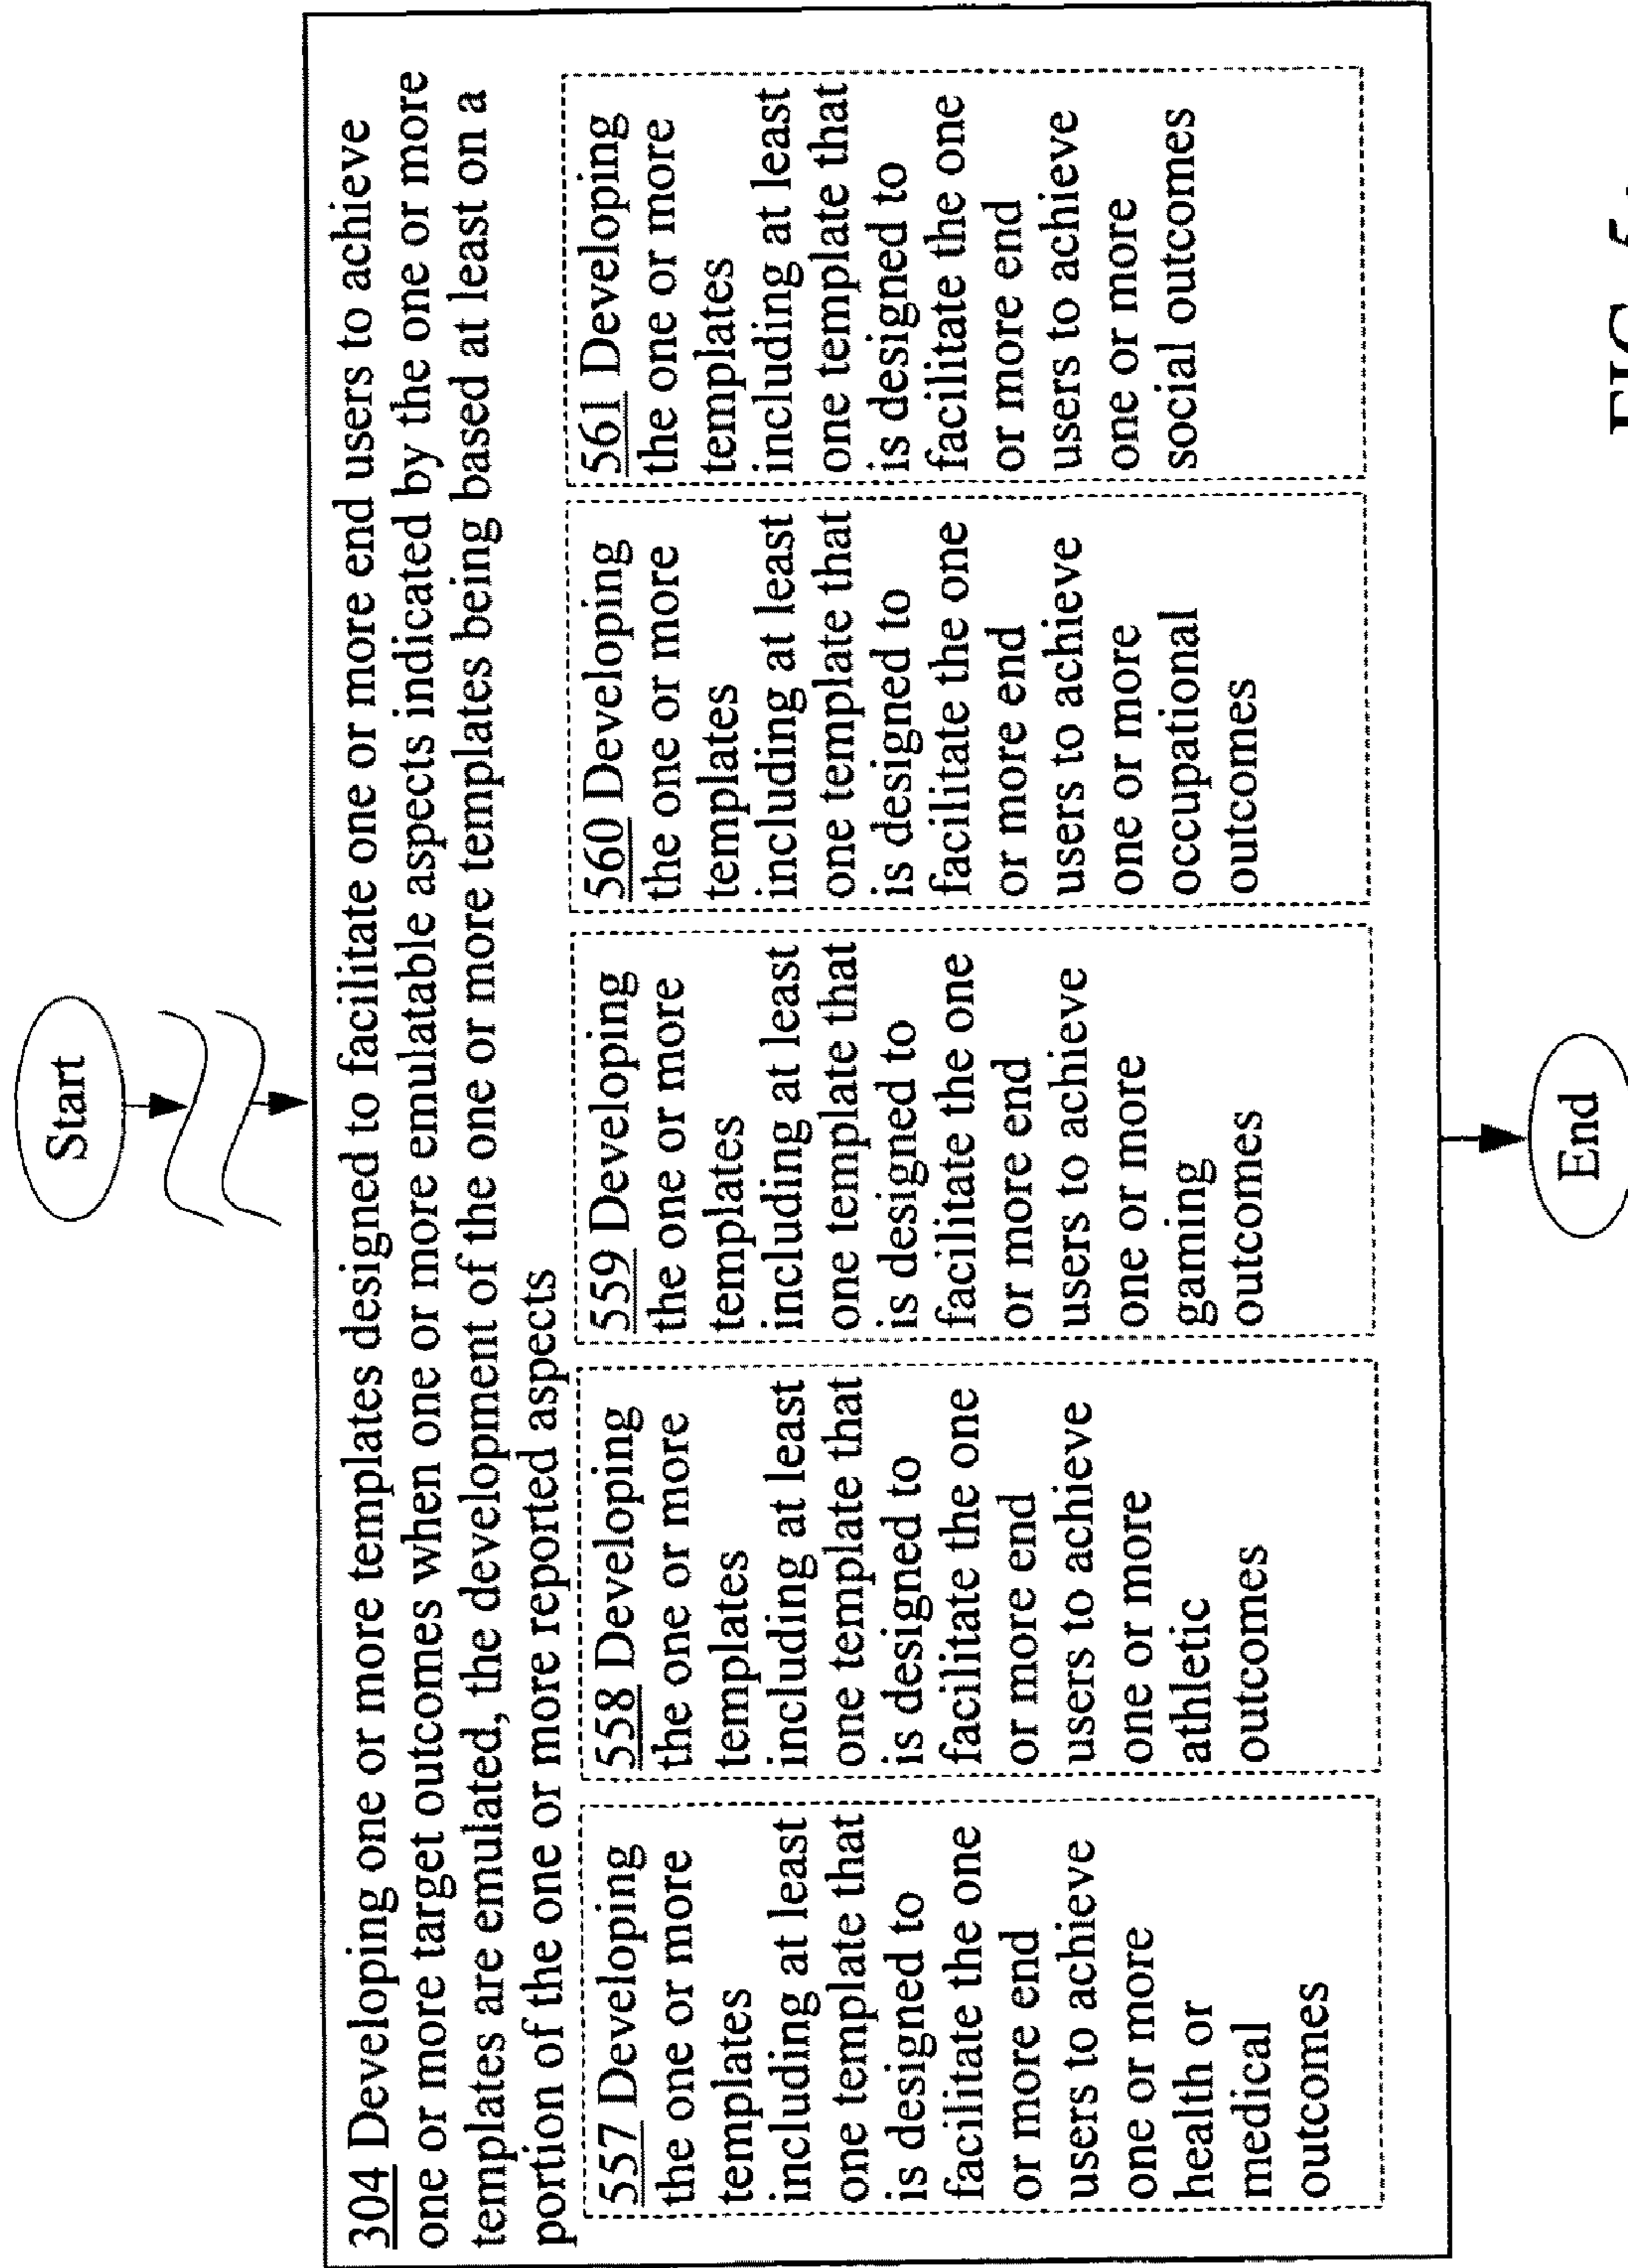 Start
304 Developing one or more templates designed to facilitate one or more end users to achieve
one or more target outcomes when one or more emulatable aspects indicated by the one or more
templates are emulated, the development of the one or more templates being based at least on a
portion of the one or more reported aspects
557 Developing
the one or more
templates
including at least
one template that
is designed to
facilitate the one
or more end
users to achieve
one or more
health or
medical
outcomes
558 Developing
the one or more
templates
including at least
one template that
is designed to
facilitate the one
or more end
users to achieve
one or more
athletic
outcomes
559 Developing
the one or more
templates
including at least
one template that
is designed to
facilitate the one
or more end
users to achieve
one or more
gaming
outcomes
560 Developing
the one or more
templates
including at least
one template that
is designed to
facilitate the one
or more end
users to achieve
one or more
occupational
outcomes
561 Developing
the one or more
templates
including at least
one template that
is designed to
facilitate the one
or more end
users to achieve
one or more
social outcomes
End